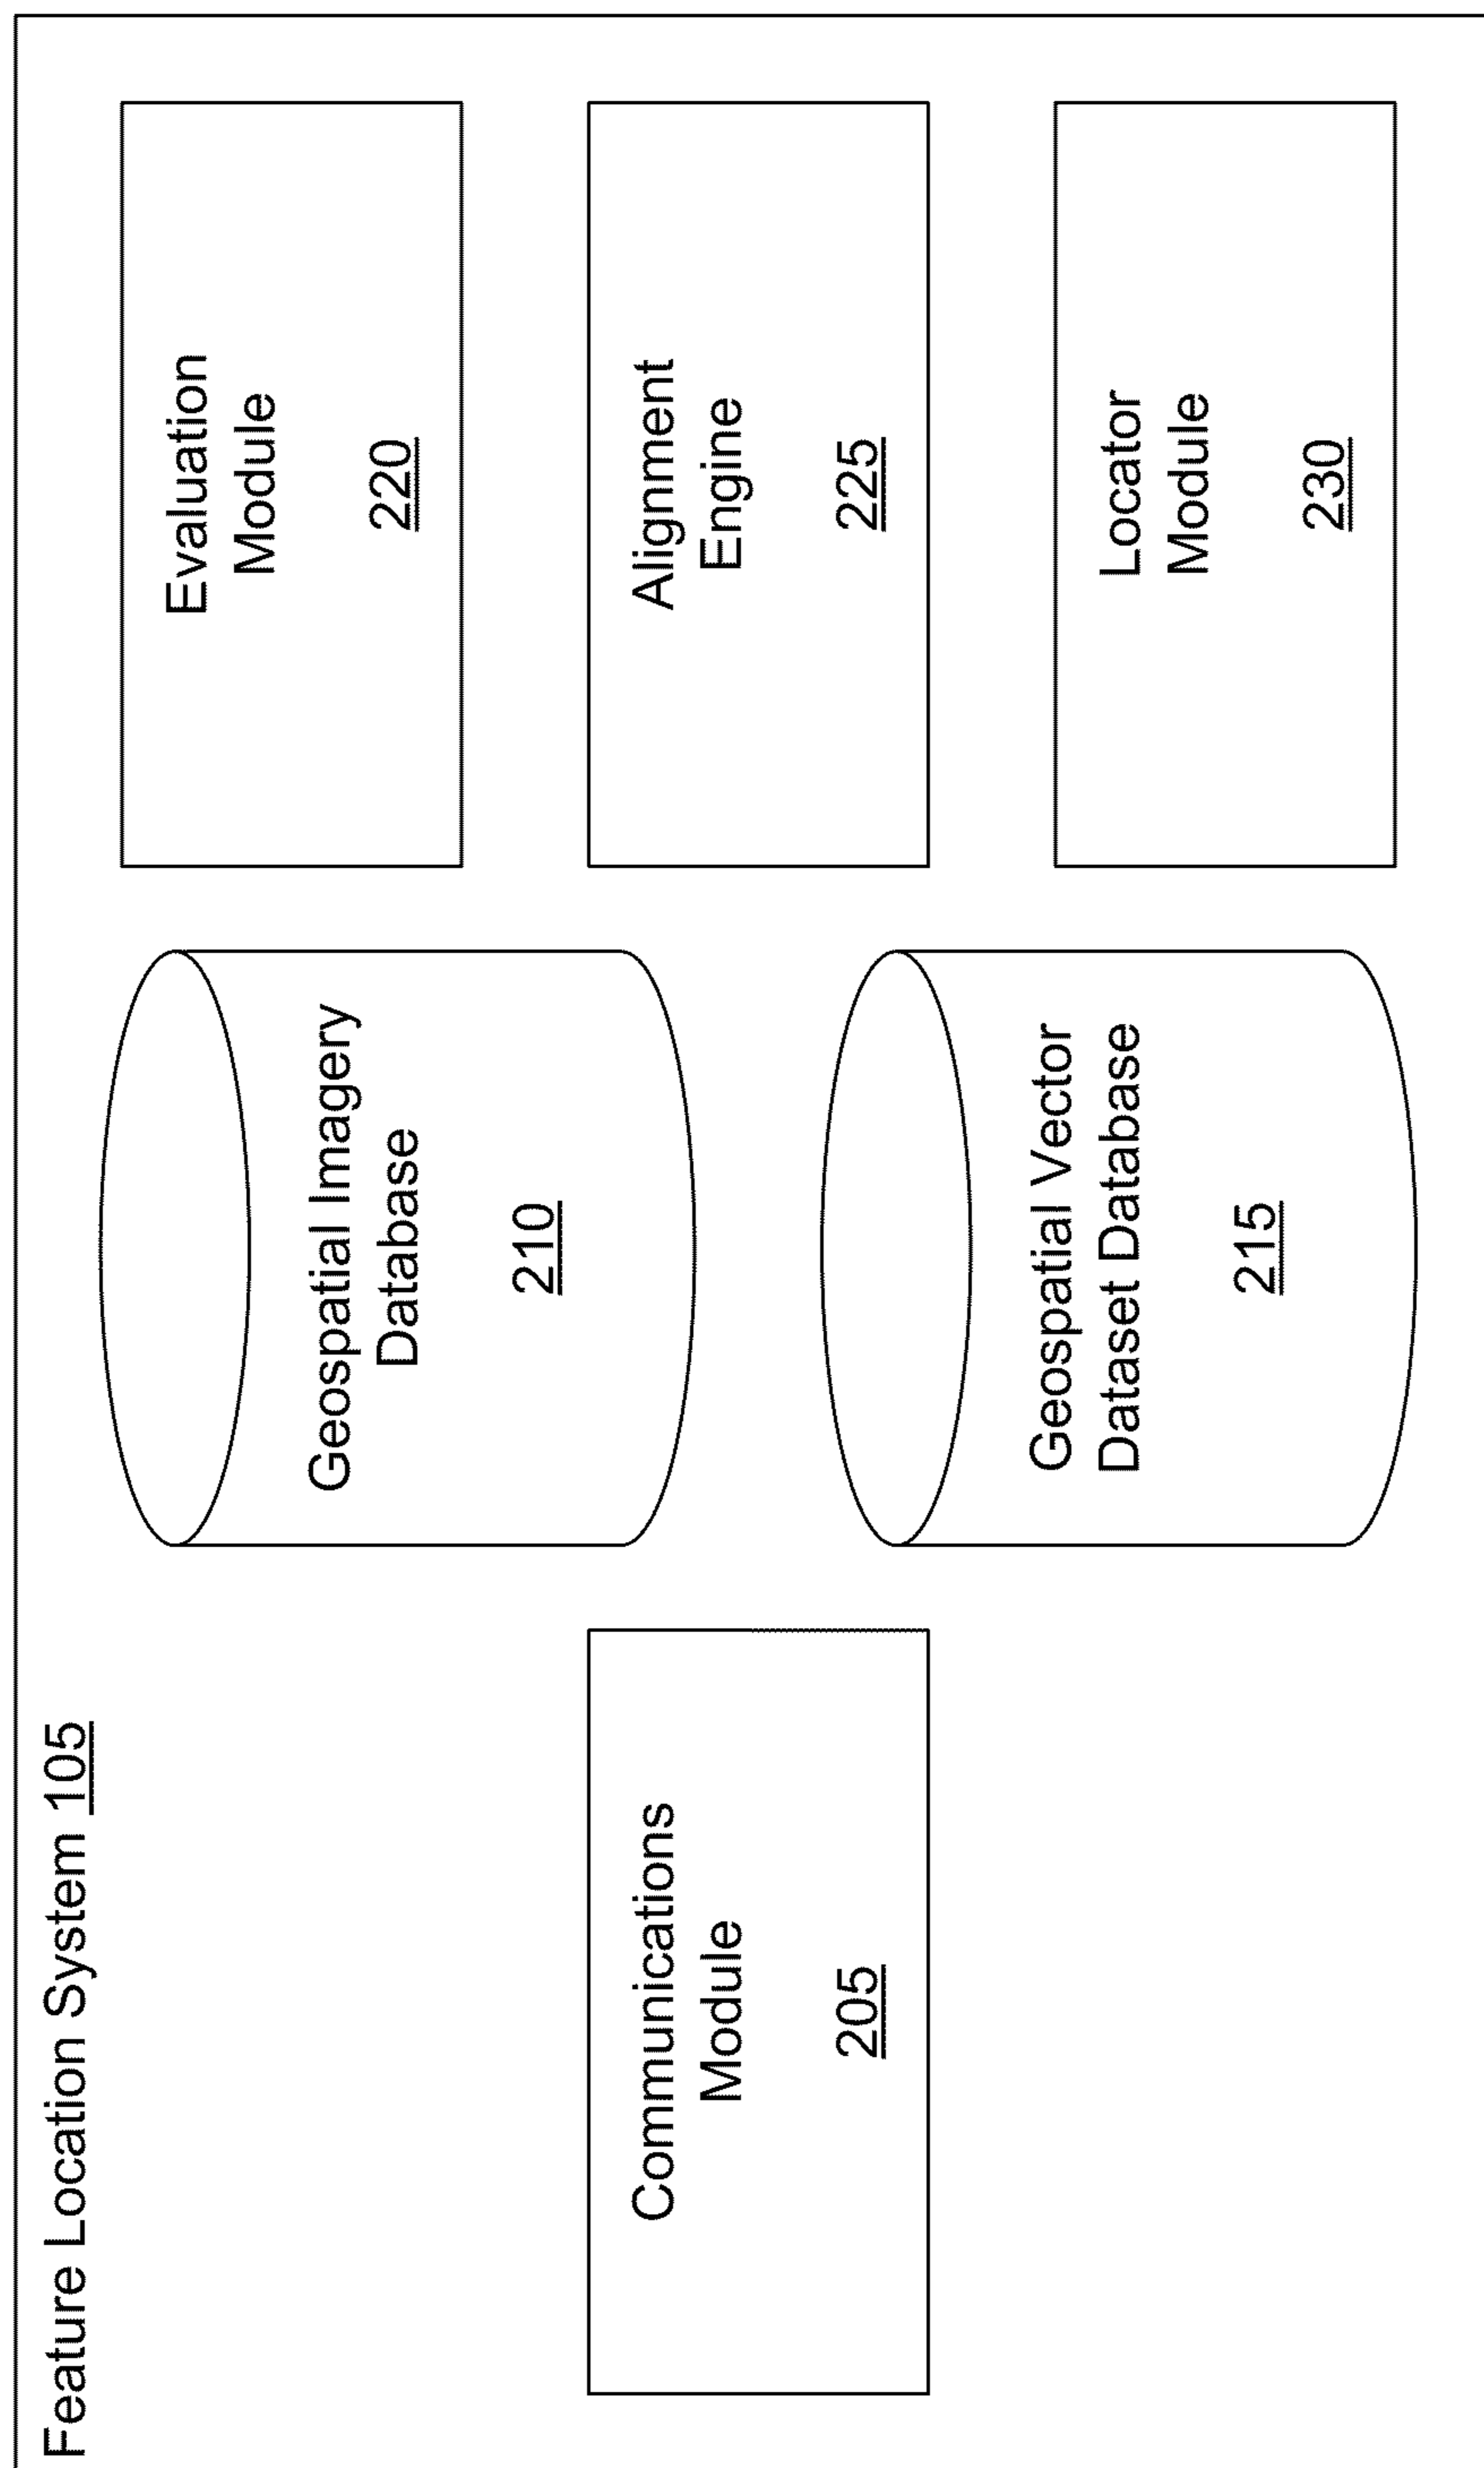 Feature Location System 105
Communications
Module
205
Geospatial Imagery
Database
210
Geospatial Vector
Dataset Database
215
Evaluation
Module
220
Alignment
Engine
225
Locator
Module
230